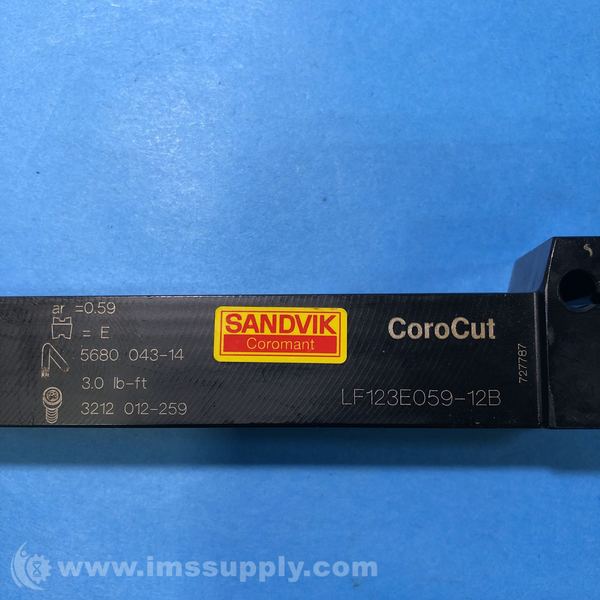 ar =0.59
= E
5680 043-14
3.0 lb-ft
3212 012-259
SANDVIK
Coromant
CoroCut
LF123E059-12B
727787
www.imssupply.com